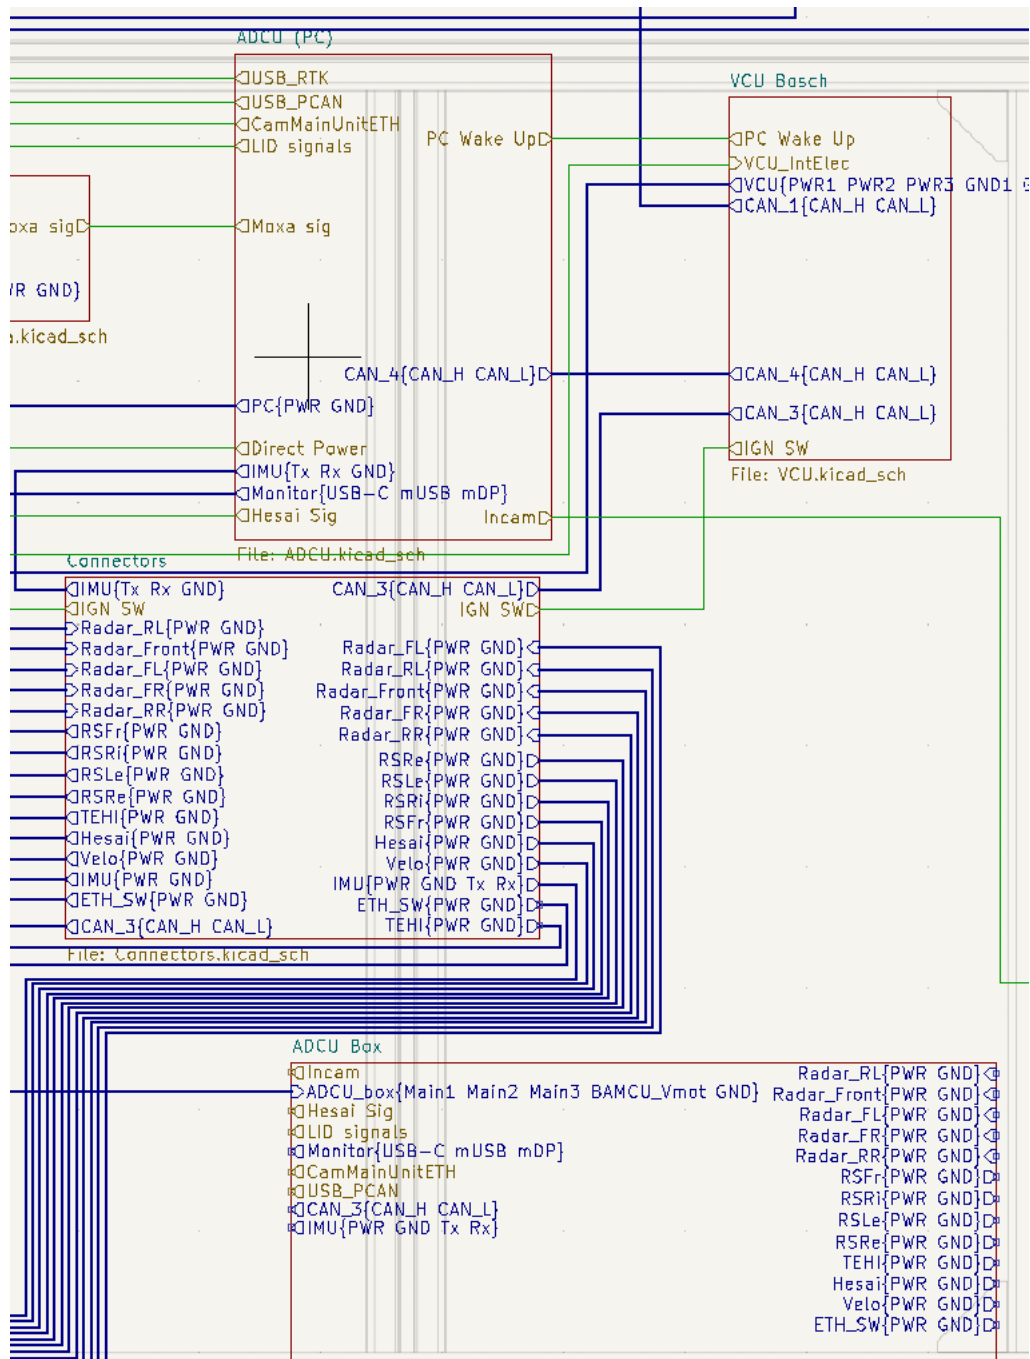 ADCU (PC)
USB_RTK
USB_PCAN
CamMainUnitETH
LID signals
PC Wake Up
Moxa sig
CAN_4{CAN_H CAN_L}
PC{PWR GND}
Direct Power
IMU{Tx Rx GND}
Monitor{USB-C mUSB mDP}
Hesai Sig
Incam
File: ADCU.kicad_sch
VCU Bosch
PC Wake Up
VCU_IntElec
VCU{PWR1 PWR2 PWR3 GND1
CAN_1{CAN_H CAN_L}
CAN_4{CAN_H CAN_L}
CAN_3{CAN_H CAN_L}
IGN SW
File: VCU.kicad_sch
oxa sig
GND}
.kicad_sch
Connectors
IMU{Tx Rx GND}
IGN SW
Radar_RL{PWR GND}
Radar_Front{PWR GND}
Radar_FL{PWR GND}
Radar_FR{PWR GND}
Radar_RR{PWR GND}
RSFr{PWR GND}
RSRi{PWR GND}
RSLe{PWR GND}
RSRe{PWR GND}
TEHI{PWR GND}
Hesai{PWR GND}
Velo{PWR GND}
IMU{PWR GND}
ETH_SW{PWR GND}
CAN_3{CAN_H CAN_L}
CAN_3{CAN_H CAN_L}
IGN SW
Radar_FL{PWR GND}
Radar_RL{PWR GND}
Radar_Front{PWR GND}
Radar_FR{PWR GND}
Radar_RR{PWR GND}
RSRe{PWR GND}
RSLe{PWR GND}
RSRi{PWR GND}
RSFr{PWR GND}
Hesai{PWR GND}
Velo{PWR GND}
IMU{PWR GND Tx Rx}
ETH_SW{PWR GND}
TEHI{PWR GND}
File: Connectors.kicad_sch
ADCU Box
Incam
ADCU_box{Main1 Main2 Main3 BAMCU_Vmot GND}
Hesai Sig
LID signals
Monitor{USB-C mUSB mDP}
CamMainUnitETH
USB_PCAN
CAN_3{CAN_H CAN_L}
IMU{PWR GND Tx Rx}
Radar_RL{PWR GND}
Radar_Front{PWR GND}
Radar_FL{PWR GND}
Radar_FR{PWR GND}
Radar_RR{PWR GND}
RSFr{PWR GND}
RSRi{PWR GND}
RSLe{PWR GND}
RSRe{PWR GND}
TEHI{PWR GND}
Hesai{PWR GND}
Velo{PWR GND}
ETH_SW{PWR GND}